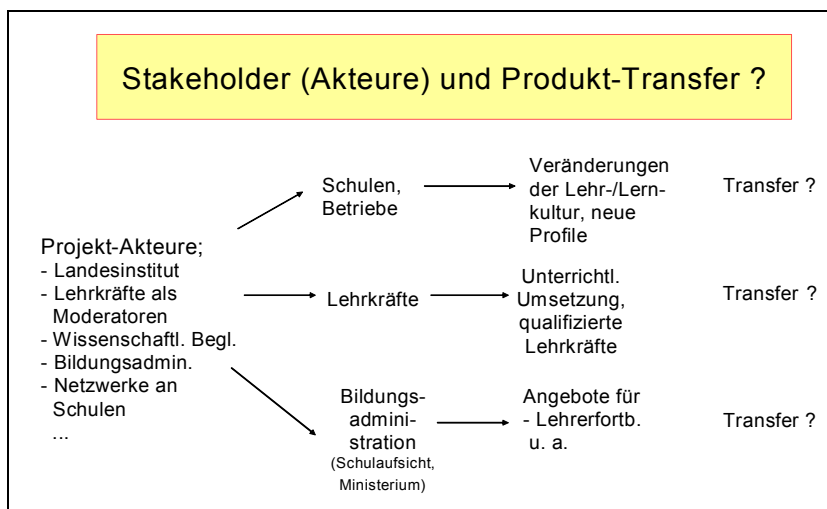 Stakeholder (Akteure) und Produkt-Transfer ?
Projekt-Akteure;
- Landesinstitut
- Lehrkräfte als
Moderatoren
- Wissenschaftl. Begl.
- Bildungsadmin.
- Netzwerke an
Schulen
...
Schulen,
Betriebe
Veränderungen
der Lehr-/Lern-
kultur, neue
Profile
Transfer ?
Lehrkräfte
Unterrichtl.
Umsetzung,
qualifizierte
Lehrkräfte
Transfer ?
Bildungs-
admini-
stration
(Schulaufsicht,
Ministerium)
Angebote für
- Lehrerfortb.
u. a.
Transfer ?